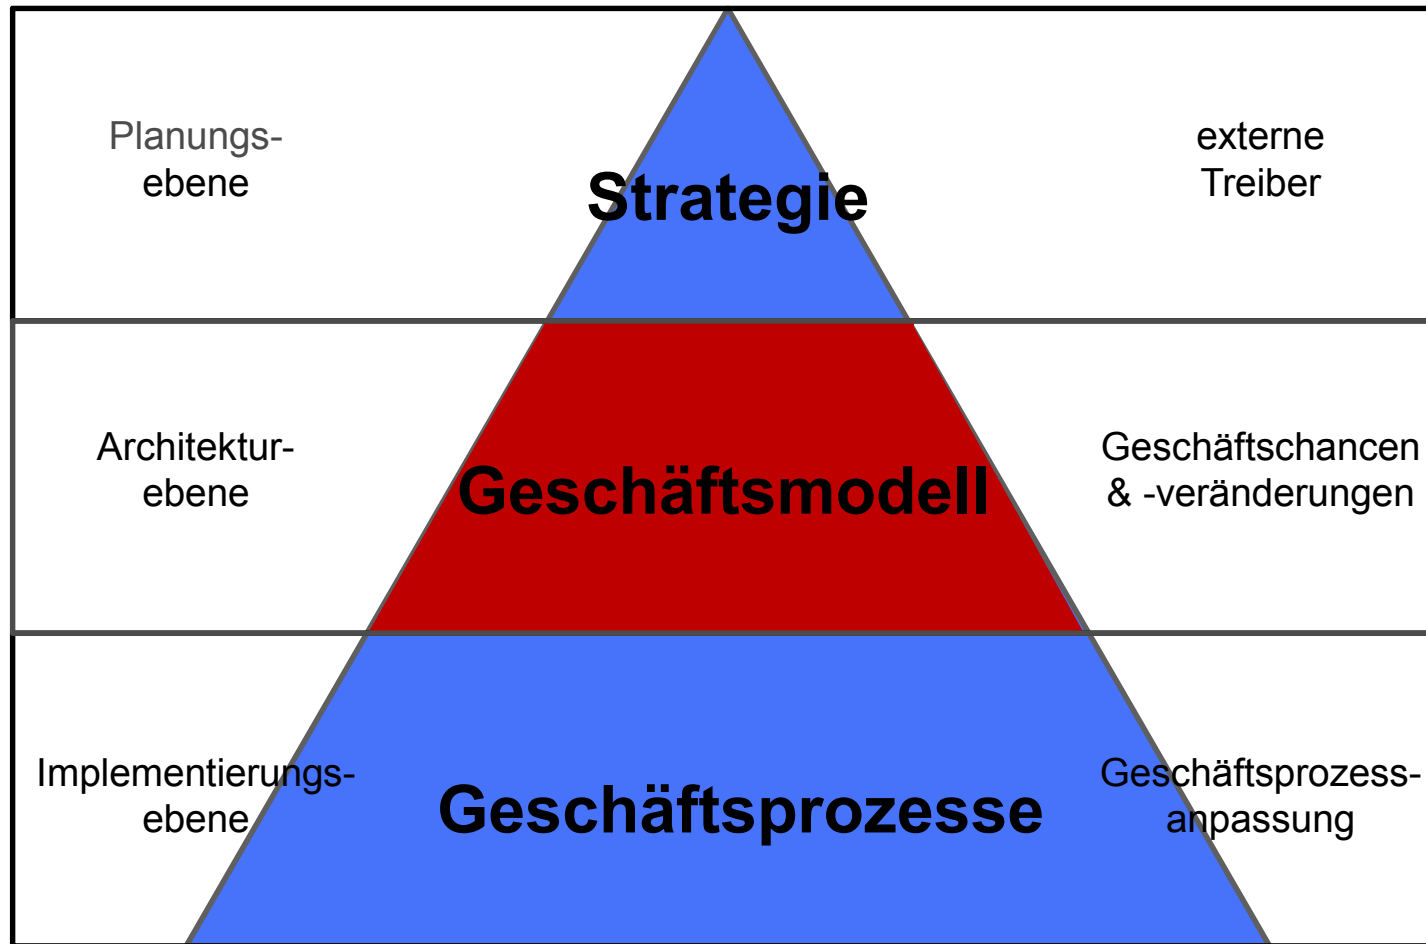 Planungs-
ebene
Strategie
externe
Treiber
Architektur-
ebene
Geschäftsmodell
Geschäftschancen
& -veränderungen
Implementierungs-
ebene
Geschäftsprozesse
Geschäftsprozess-
anpassung